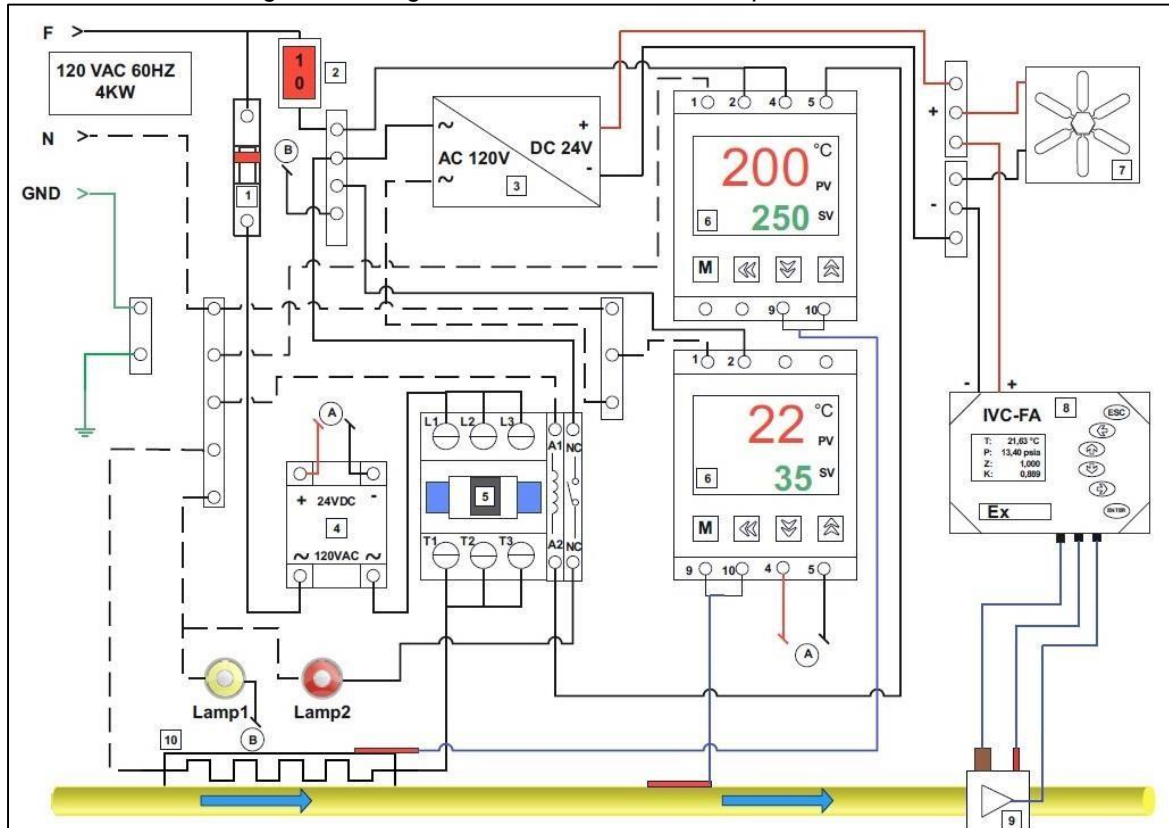 F >
120 VAC 60HZ
4KW
N >
GND >
1
0
2
B
1
~
AC 120V
~
DC 24V
+
-
3
1 2 4 5
200 °C
PV
250 SV
6
M
9 10
+
-
7
A
+ 24VDC -
4
~ 120VAC ~
L1 L2 L3
A1 NC
5
T1 T2 T3
A2 NC
1 2
22 °C
PV
35 SV
6
M
9 10 4 5
A
- +
IVC-FA
8
ESC
T: 21,63 °C
P: 13,40 psia
Z: 1,000
K: 0,889
Ex
ENTER
Lamp1
Lamp2
B
10
9